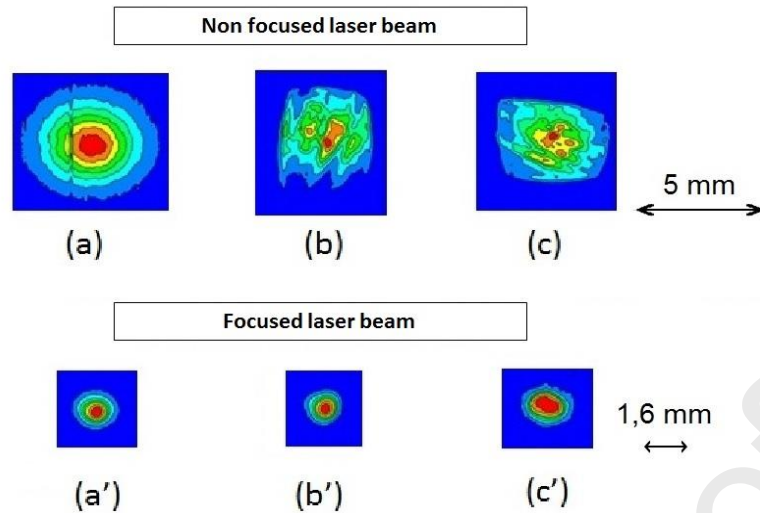 Non focused laser beam
(a)
(b)
(c)
5 mm
Focused laser beam
(a')
(b')
(c')
1,6 mm